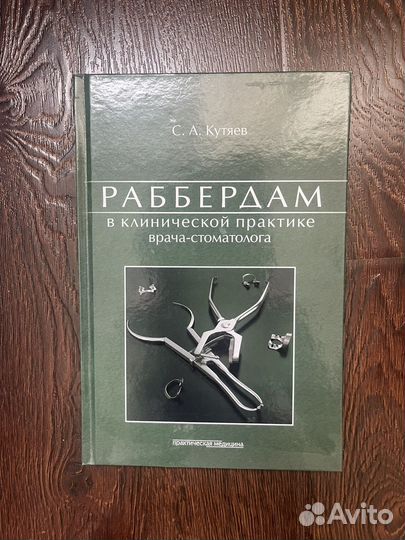 С. А. Кутяев
РАББЕРДАМ
в клинической практике
врача-стоматолога
практическая медицина
Avito